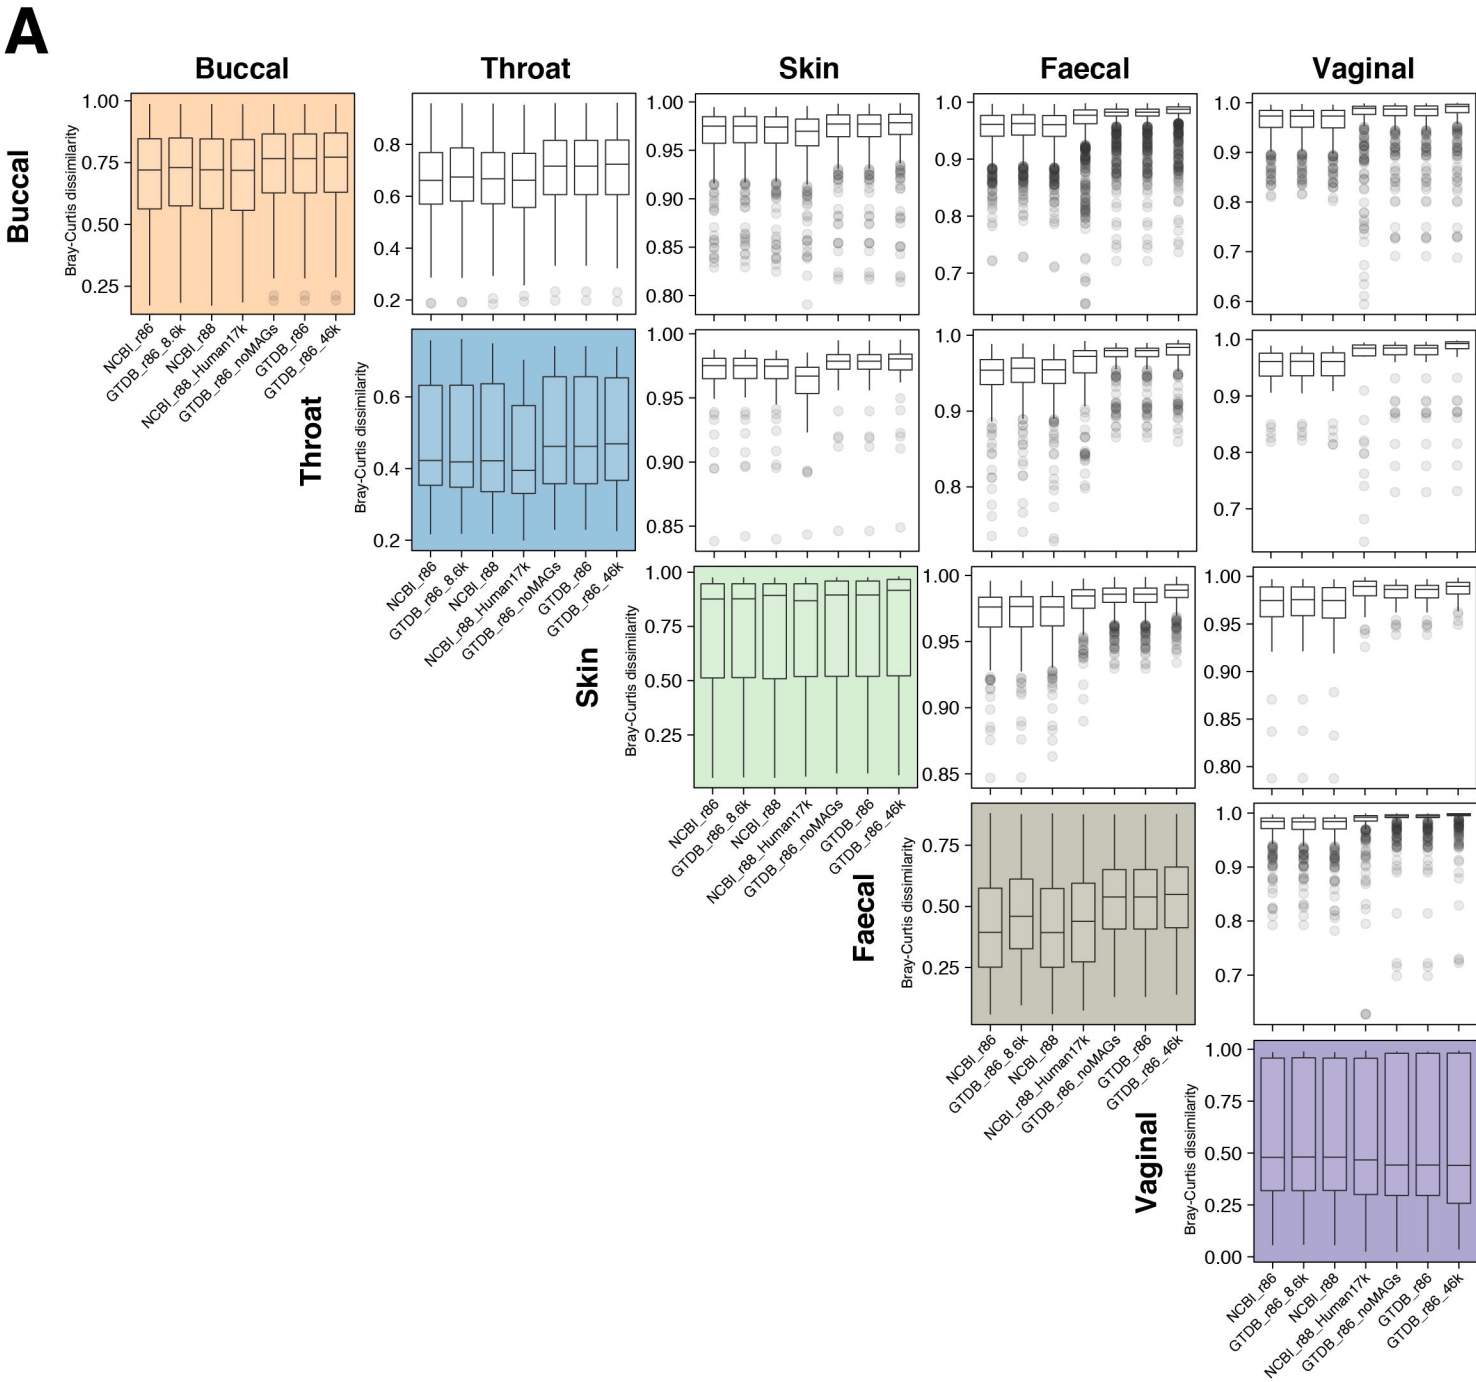 A
Buccal
Throat
Skin
Faecal
Vaginal
Buccal
Bray-Curtis dissimilarity
1.00
0.75
0.50
0.25
0.8
0.6
0.4
0.2
1.00
0.95
0.90
0.85
0.80
1.0
0.9
0.8
0.7
1.0
0.9
0.8
0.7
0.6
NCBI_r86
GTDB_r86_8.6k
NCBI_r88
NCBI_r88_Human17k
GTDB_r86_noMAGs
GTDB_r86
GTDB_r86_46k
Throat
Bray-Curtis dissimilarity
0.6
0.4
0.2
1.00
0.95
0.90
0.85
1.0
0.9
0.8
1.0
0.9
0.8
0.7
NCBI_r86
GTDB_r86_8.6k
NCBI_r88
NCBI_r88_Human17k
GTDB_r86_noMAGs
GTDB_r86
GTDB_r86_46k
Skin
Bray-Curtis dissimilarity
1.00
0.75
0.50
0.25
1.00
0.95
0.90
0.85
1.00
0.95
0.90
0.85
0.80
NCBI_r86
GTDB_r86_8.6k
NCBI_r88
NCBI_r88_Human17k
GTDB_r86_noMAGs
GTDB_r86
GTDB_r86_46k
Faecal
Bray-Curtis dissimilarity
0.75
0.50
0.25
1.0
0.9
0.8
0.7
NCBI_r86
GTDB_r86_8.6k
NCBI_r88
NCBI_r88_Human17k
GTDB_r86_noMAGs
GTDB_r86
GTDB_r86_46k
Vaginal
Bray-Curtis dissimilarity
1.00
0.75
0.50
0.25
0.00
NCBI_r86
GTDB_r86_8.6k
NCBI_r88
NCBI_r88_Human17k
GTDB_r86_noMAGs
GTDB_r86
GTDB_r86_46k